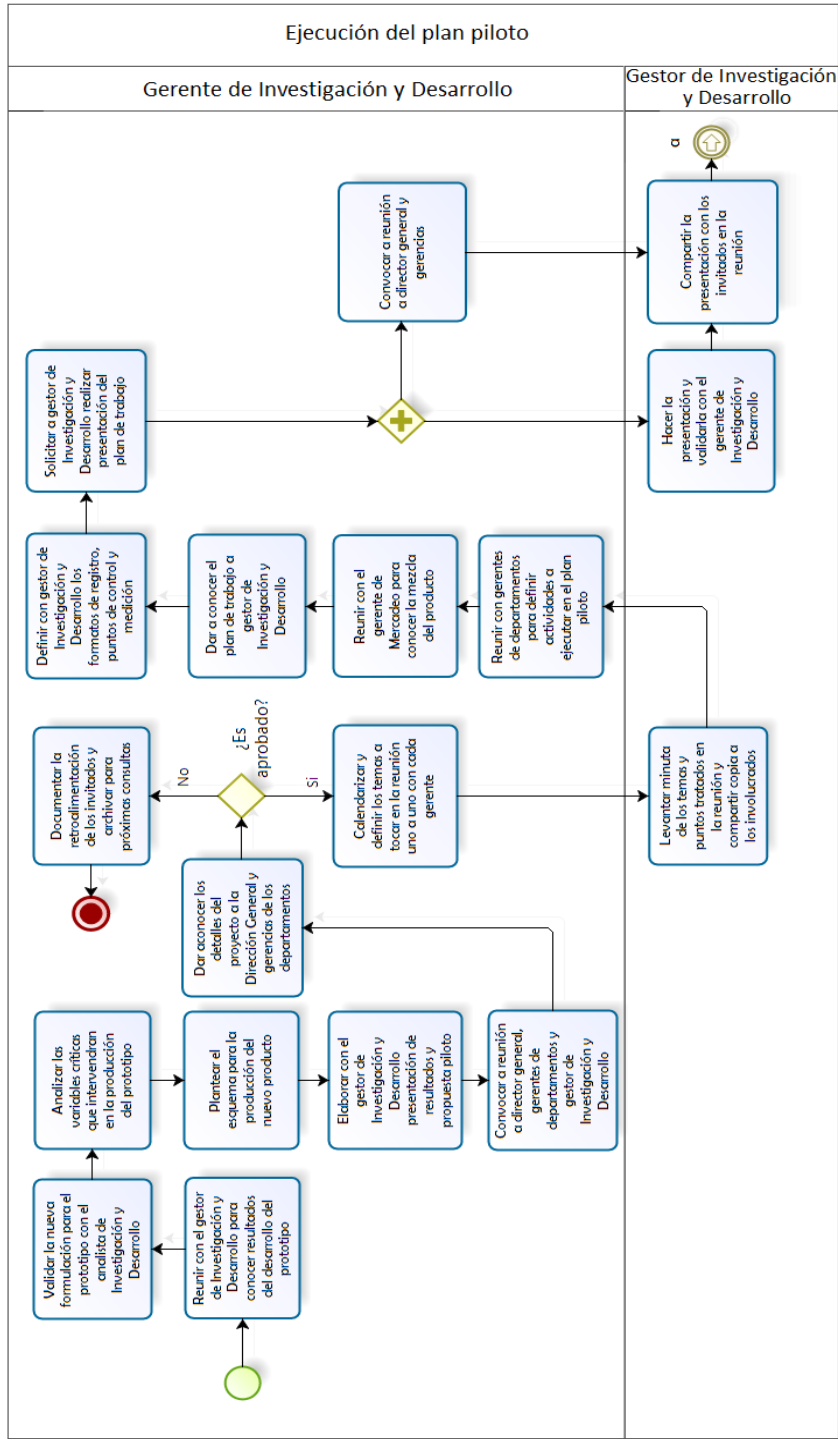 Ejecución del plan piloto
Gerente de Investigación y Desarrollo
Gestor de Investigación
y Desarrollo
Reunir con el gestor
de Investigación y
Desarrollo para
conocer resultados
del desarrollo del
prototipo
Validar la nueva
formulación para el
prototipo con el
analista de
Investigación y
Desarrollo
Analizar las
variables críticas
que intervendran
en la producción
del prototipo
Plantear el
esquema para la
producción del
nuevo producto
Elaborar con el
gestor de
Investigación y
Desarrollo
presentación de
resultados y
propuesta piloto
Convocar a reunión
a director general,
gerentes de
departamentos y
gestor de
Investigación y
Desarrollo
Dar aconocer los
detalles del
proyecto a la
Dirección General y
gerencias de los
departamentos
¿Es
aprobado?
No
Documentar la
retroalimentación
de los invitados y
archivar para
próximas consultas
Si
Calendarizar y
definir los temas a
tocar en la reunión
uno a uno con cada
gerente
Levantar minuta
de los temas y
puntos tratados en
la reunión y
compartir copia a
los involucrados
Reunir con gerentes
de departamentos
para definir
actividades a
ejecutar en el plan
piloto
Reunir con el
gerente de
Mercadeo para
conocer la mezcla
del producto
Dar a conocer el
plan de trabajo a
gestor de
Investigación y
Desarrollo
Definir con gestor de
Investigación y
Desarrollo los
formatos de registro,
puntos de control y
medición
Solicitar a gestor de
Investigación y
Desarrollo realizar
presentación del
plan de trabajo
Convocar a reunión
a director general y
gerencias
Hacer la
presentación y
validarla con el
gerente de
Investigación y
Desarrollo
Compartir la
presentación con los
invitados en la
reunión
a